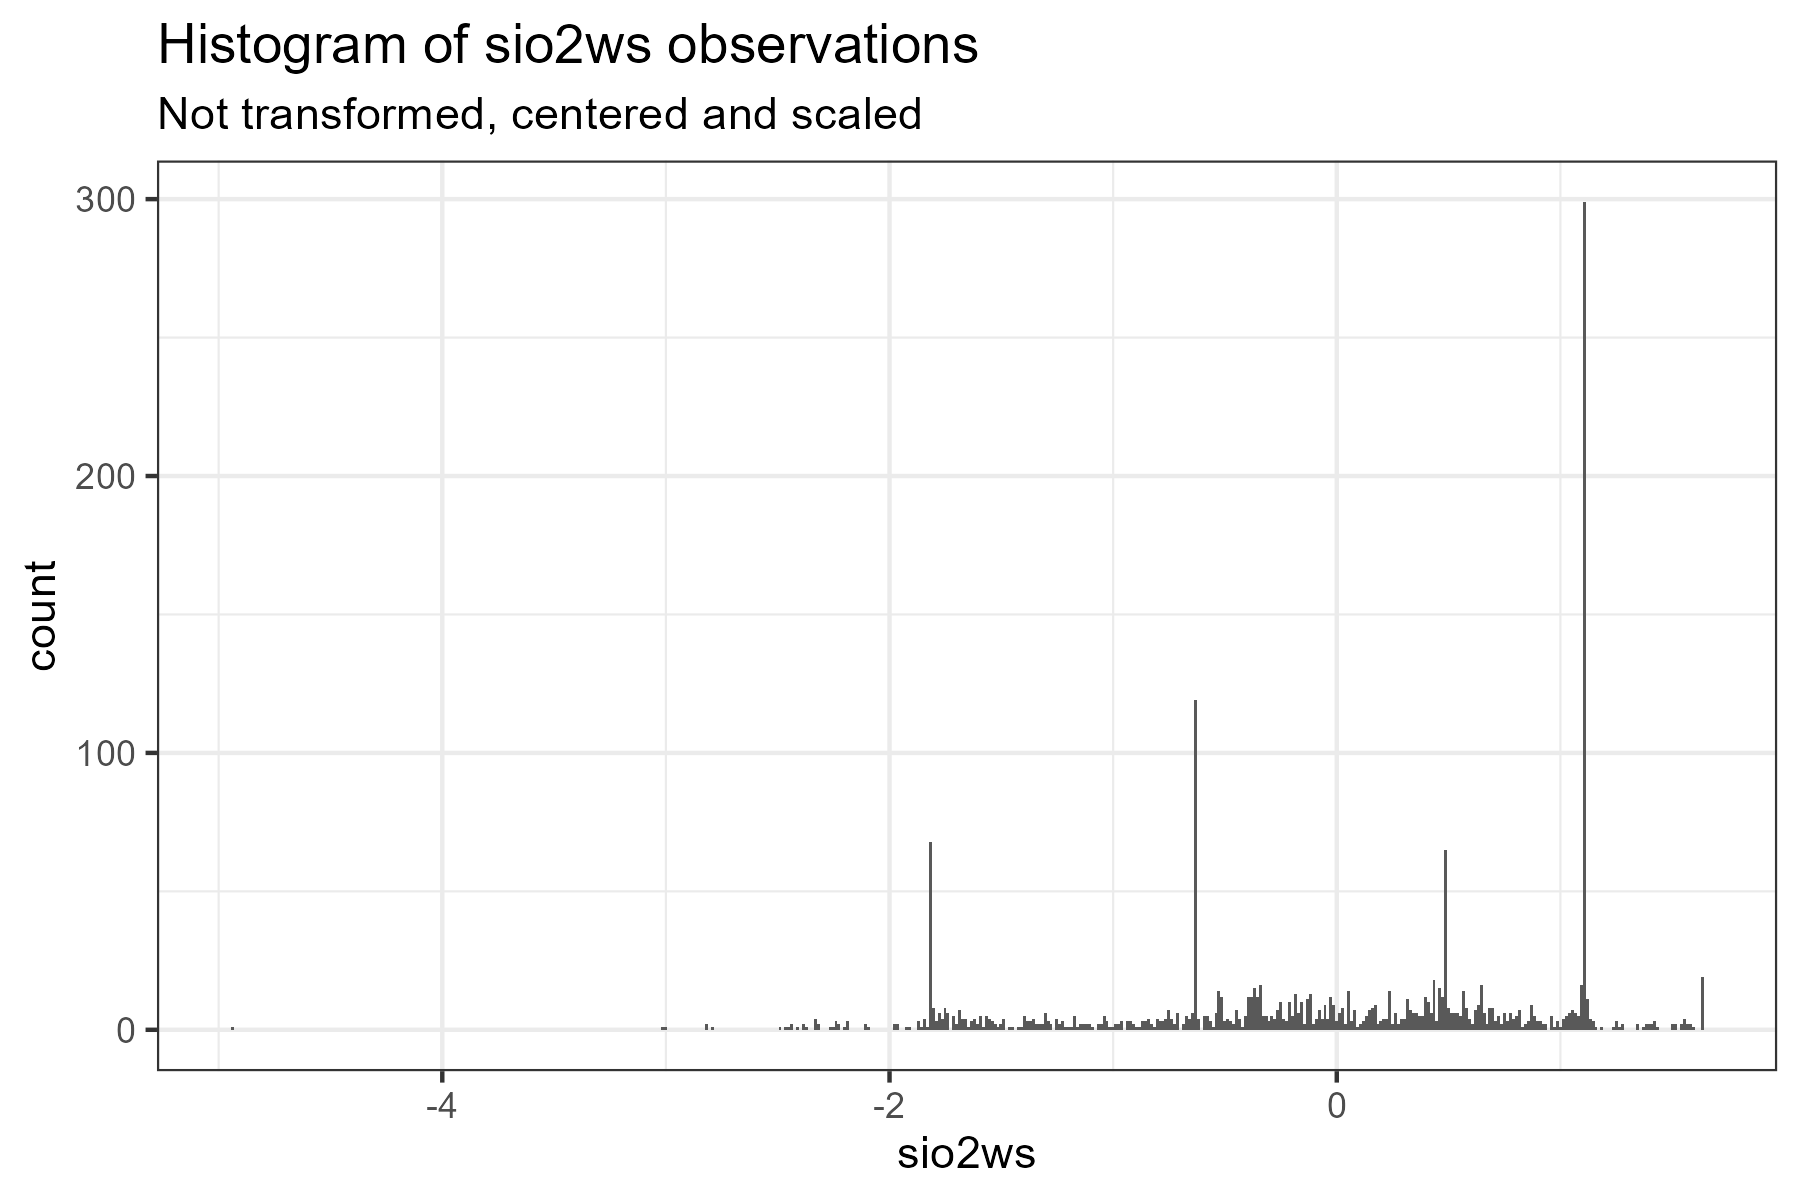 Histogram of sio2ws observations
Not transformed, centered and scaled
300
200
100
0
count
-4
-2
0
sio2ws